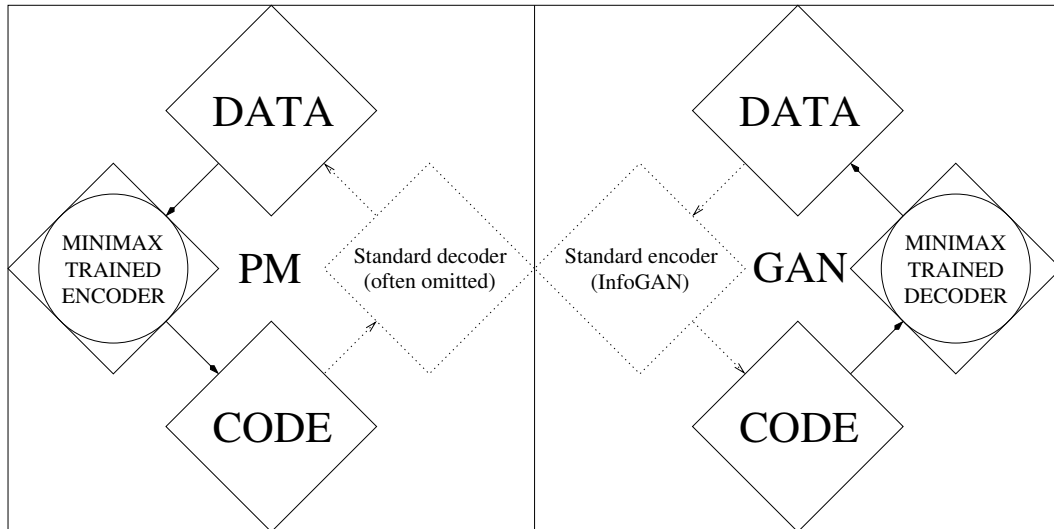 DATA
MINIMAX
TRAINED
ENCODER
PM
Standard decoder
(often omitted)
CODE
DATA
Standard encoder
(InfoGAN)
GAN
MINIMAX
TRAINED
DECODER
CODE